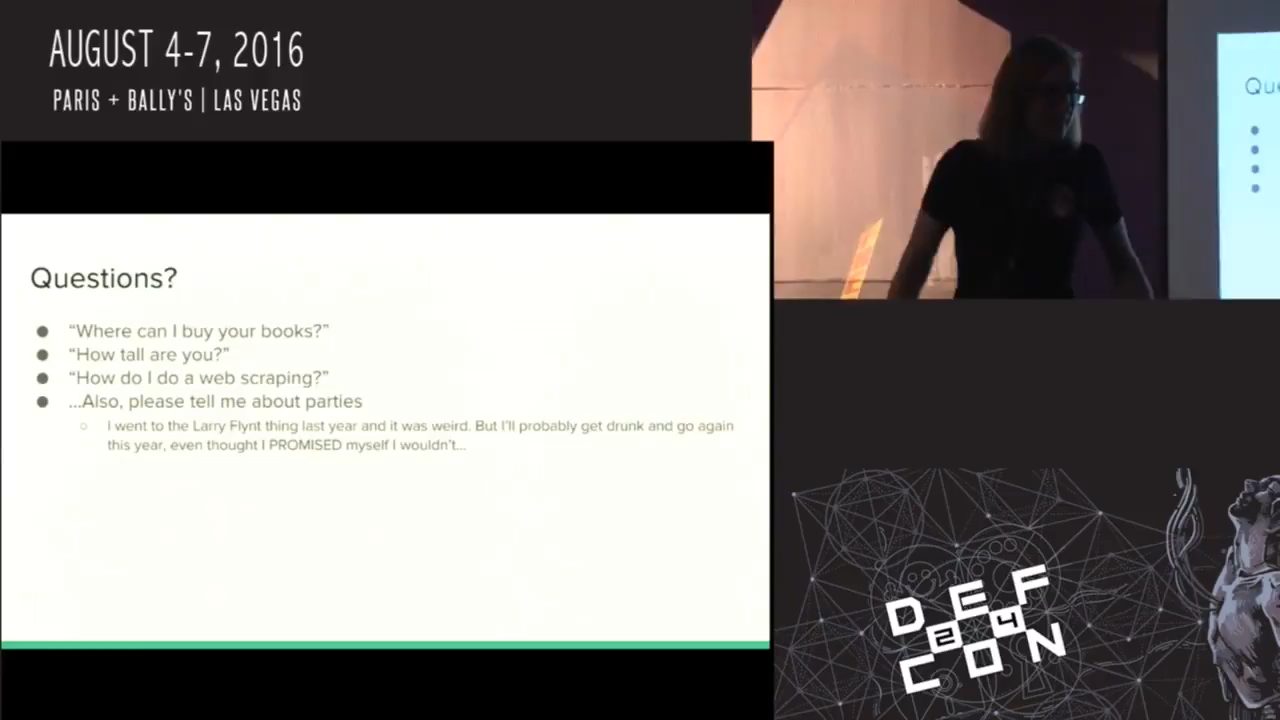 AUGUST 4-7, 2016
PARIS + BALLY'S | LAS VEGAS
Questions?
“Where can I buy your books?”
“How tall are you?”
“How do I do a web scraping?”
...Also, please tell me about parties
I went to the Larry Flynt thing last year and it was weird. But I'll probably get drunk and go again
this year, even thought I PROMISED myself I wouldn't...
Que
DEF
24
CON